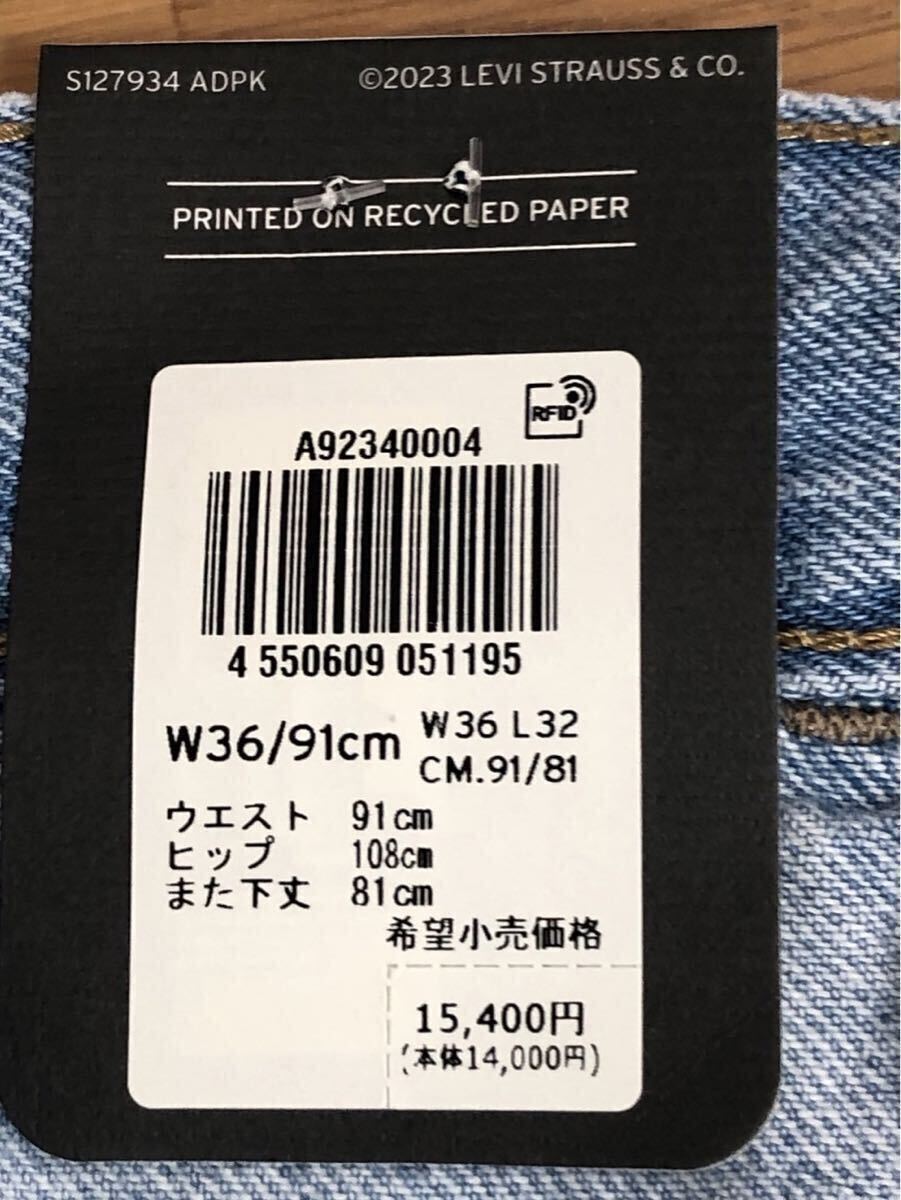 S127934 ADPK ©2023 LEVI STRAUSS & CO.
PRINTED ON RECYCLED PAPER
RFID
A92340004
4 550609 051195
W36/91cm W36 L32
CM.91/81
ウエスト 91cm
ヒップ 108cm
また下丈 81cm
希望小売価格
15,400円
(本体14,000円)